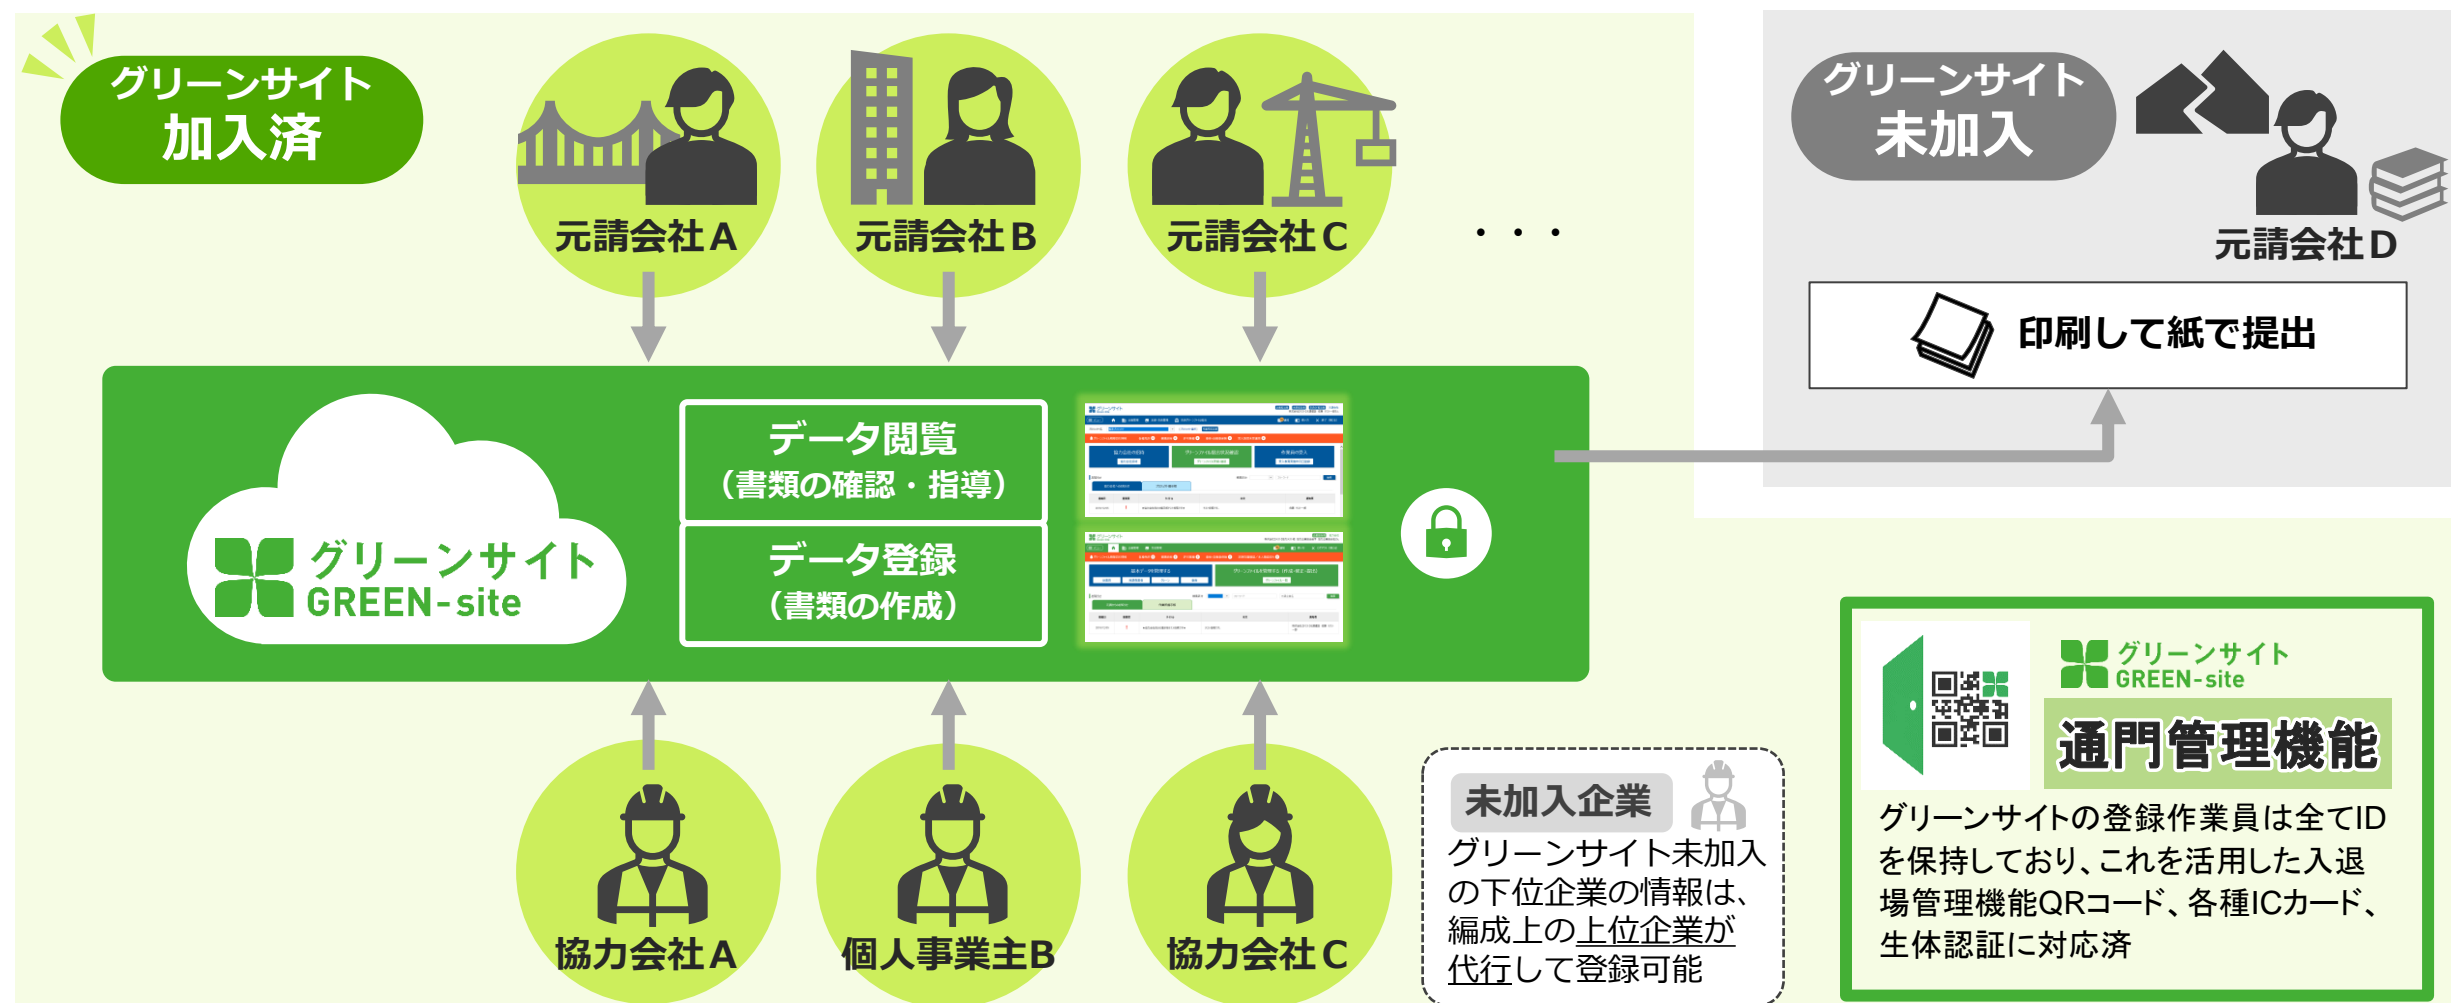 グリーンサイト
加入済
元請会社A
元請会社B
元請会社C
・・・
グリーンサイト
未加入
元請会社D
印刷して紙で提出
グリーンサイト
GREEN-site
データ閲覧
（書類の確認・指導）
データ登録
（書類の作成）
協力会社A
個人事業主B
協力会社C
未加入企業
グリーンサイト未加入
の下位企業の情報は、
編成上の上位企業が
代行して登録可能
グリーンサイト
GREEN-site
通門管理機能
グリーンサイトの登録作業員は全てID
を保持しており、これを活用した入退
場管理機能QRコード、各種ICカード、
生体認証に対応済